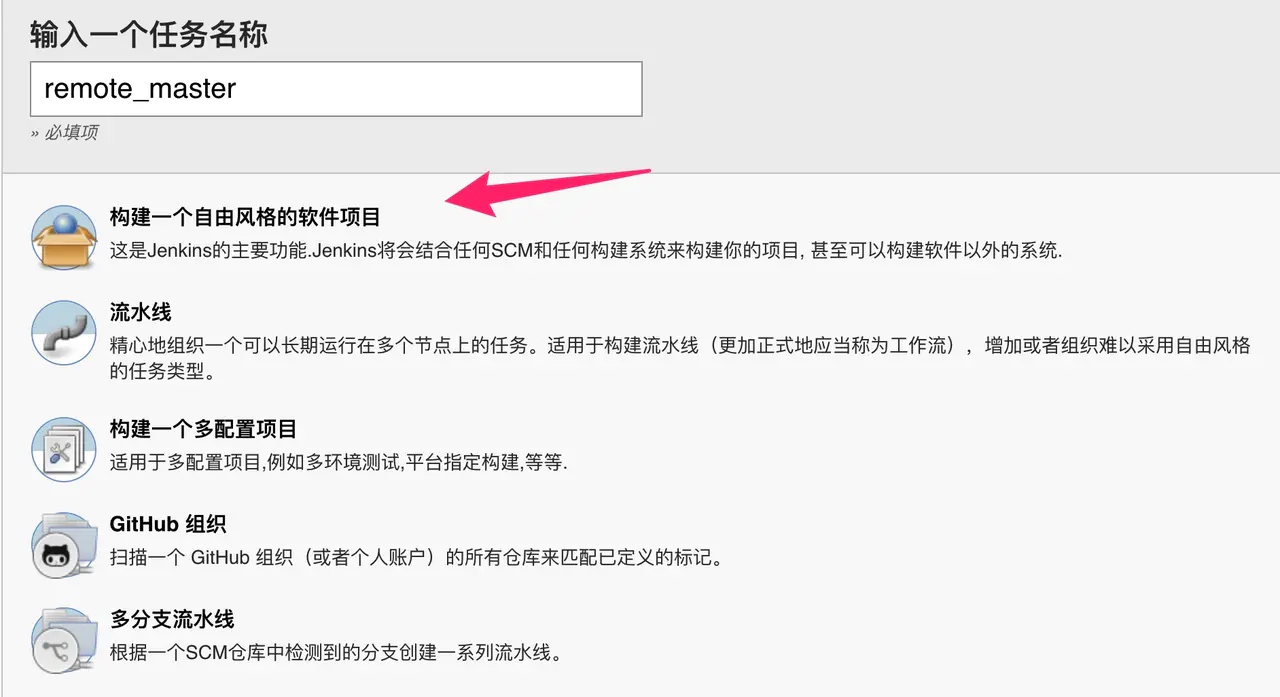 输入一个任务名称
remote_master
» 必填项
构建一个自由风格的软件项目
这是Jenkins的主要功能.Jenkins将会结合任何SCM和任何构建系统来构建你的项目, 甚至可以构建软件以外的系统.
流水线
精心地组织一个可以长期运行在多个节点上的任务。适用于构建流水线（更加正式地应当称为工作流），增加或者组织难以采用自由风格
的任务类型。
构建一个多配置项目
适用于多配置项目,例如多环境测试,平台指定构建,等等.
GitHub 组织
扫描一个 GitHub 组织（或者个人账户）的所有仓库来匹配已定义的标记。
多分支流水线
根据一个SCM仓库中检测到的分支创建一系列流水线。